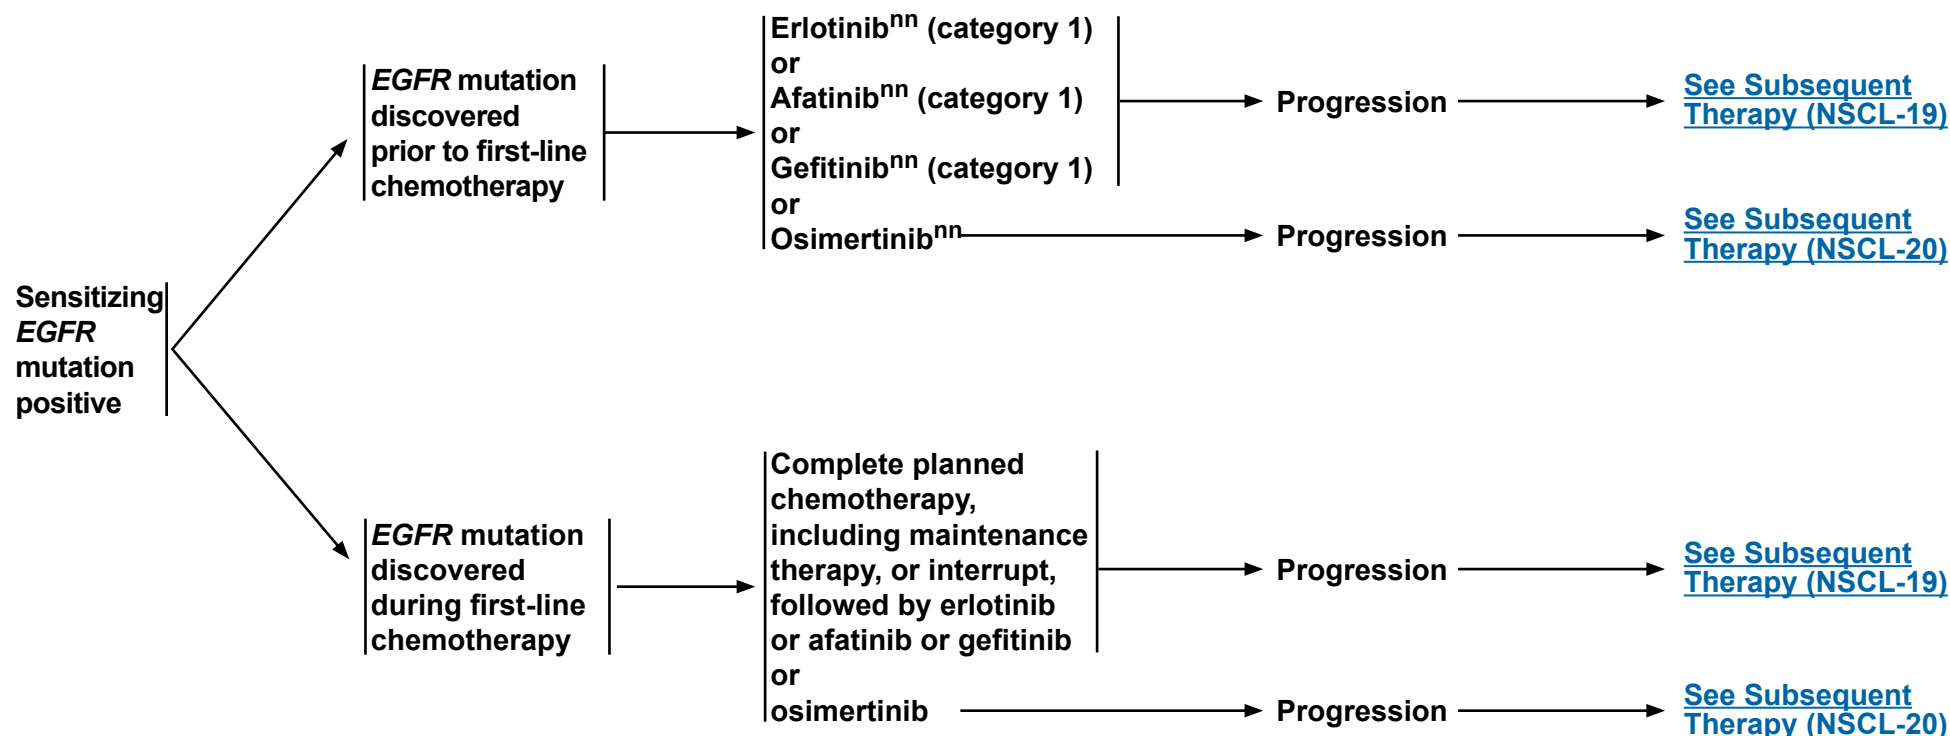 Sensitizing
EGFR
mutation
positive
EGFR mutation
discovered
prior to first-line
chemotherapy
Erlotinibnn (category 1)
or
Afatinibnn (category 1)
or
Gefitinibnn (category 1)
or
Osimertinibnn
Progression
See Subsequent
Therapy (NSCL-19)
Progression
See Subsequent
Therapy (NSCL-20)
EGFR mutation
discovered
during first-line
chemotherapy
Complete planned
chemotherapy,
including maintenance
therapy, or interrupt,
followed by erlotinib
or afatinib or gefitinib
or
osimertinib
Progression
See Subsequent
Therapy (NSCL-19)
Progression
See Subsequent
Therapy (NSCL-20)